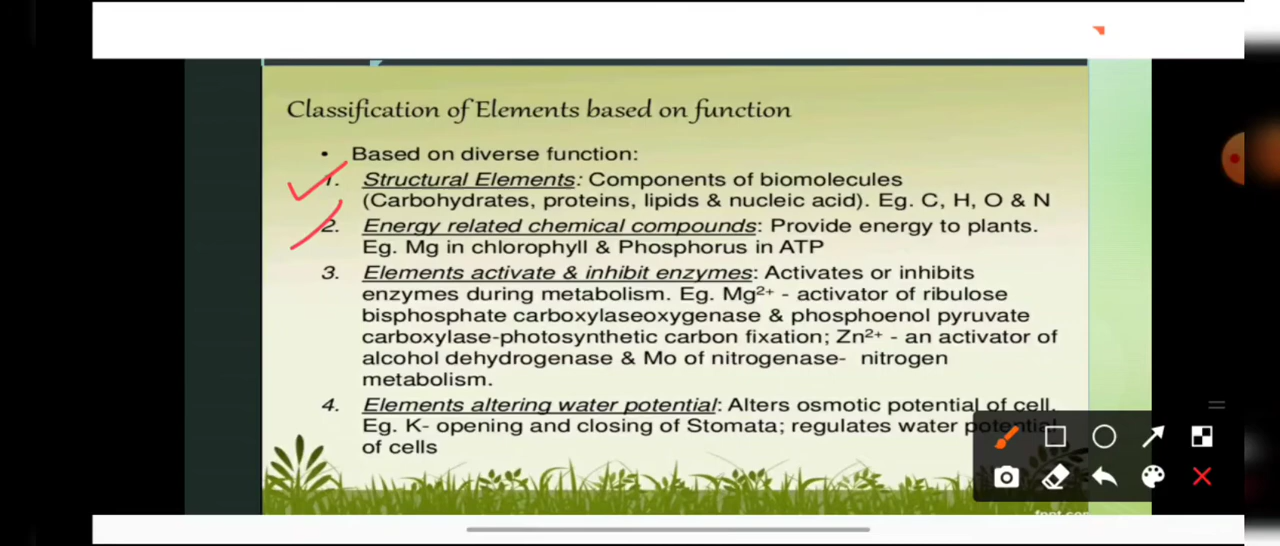 Classification of Elements based on function
• Based on diverse function:
1. Structural Elements: Components of biomolecules
(Carbohydrates, proteins, lipids & nucleic acid). Eg. C, H, O & N
2. Energy related chemical compounds: Provide energy to plants.
Eg. Mg in chlorophyll & Phosphorus in ATP
3. Elements activate & inhibit enzymes: Activates or inhibits
enzymes during metabolism. Eg. Mg²⁺ - activator of ribulose
bisphosphate carboxylaseoxygenase & phosphoenol pyruvate
carboxylase-photosynthetic carbon fixation; Zn²⁺ - an activator of
alcohol dehydrogenase & Mo of nitrogenase- nitrogen
metabolism.
4. Elements altering water potential: Alters osmotic potential of cell.
Eg. K- opening and closing of Stomata; regulates water potential
of cells